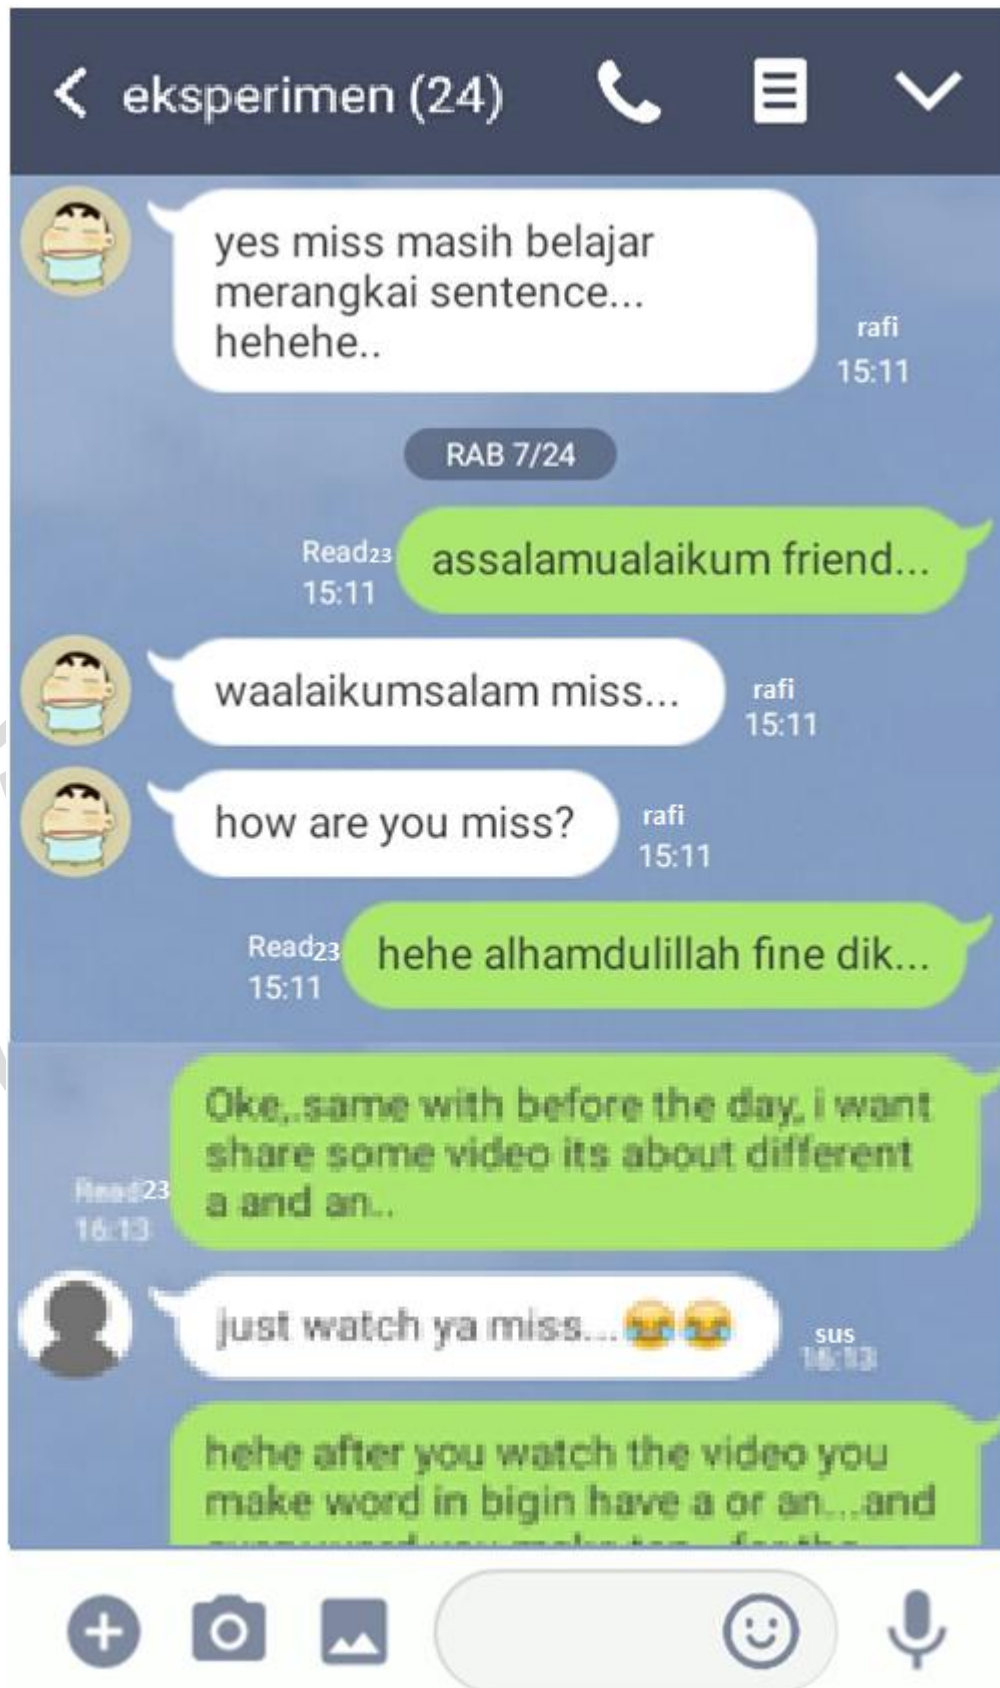 eksperimen (24)
yes miss masih belajar
merangkai sentence...
hehehe..
rafi
15:11
RAB 7/24
Read23
15:11
assalamualaikum friend...
waalaikumsalam miss...
rafi
15:11
how are you miss?
rafi
15:11
Read23
15:11
hehe alhamdulillah fine dik...
Oke,.same with before the day, i want
share some video its about different
a and an..
Read23
16:13
just watch ya miss...😂😂
sus
16:13
hehe after you watch the video you
make word in bigin have a or an...and